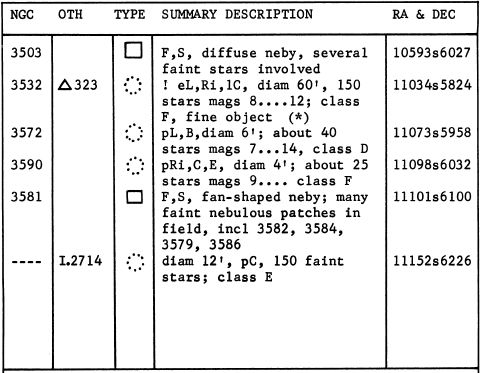 NGC OTH TYPE SUMMARY DESCRIPTION RA & DEC
3503 F,S, diffuse neby, several 10593s6027
faint stars involved
3532 Δ323 ! eL,Ri,lC, diam 60', 150 11034s5824
stars mags 8....12; class
F, fine object (*)
3572 pL,B,diam 6'; about 40 11073s5958
stars mags 7...14, class D
3590 pRi,C,E, diam 4'; about 25 11098s6032
stars mags 9.... class F
3581 F,S, fan-shaped neby; many 11101s6100
faint nebulous patches in
field, incl 3582, 3584,
3579, 3586
---- I.2714 diam 12', pC, 150 faint 11152s6226
stars; class E